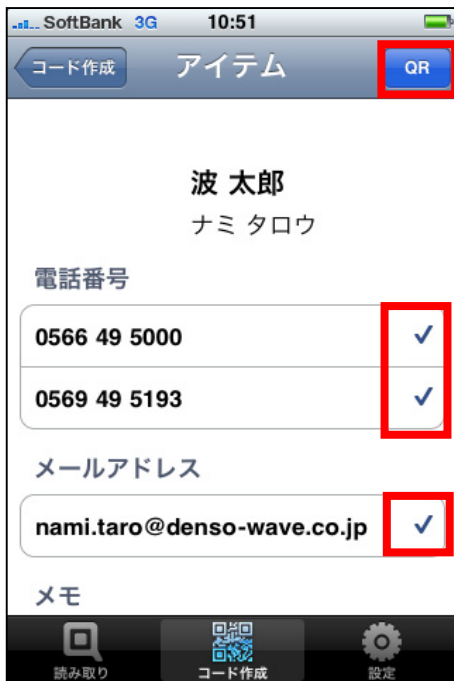 SoftBank 3G 10:51
コード作成 アイテム QR
波 太郎
ナミ タロウ
電話番号
0566 49 5000
0569 49 5193
メールアドレス
nami.taro@denso-wave.co.jp
メモ
読み取り コード作成 設定